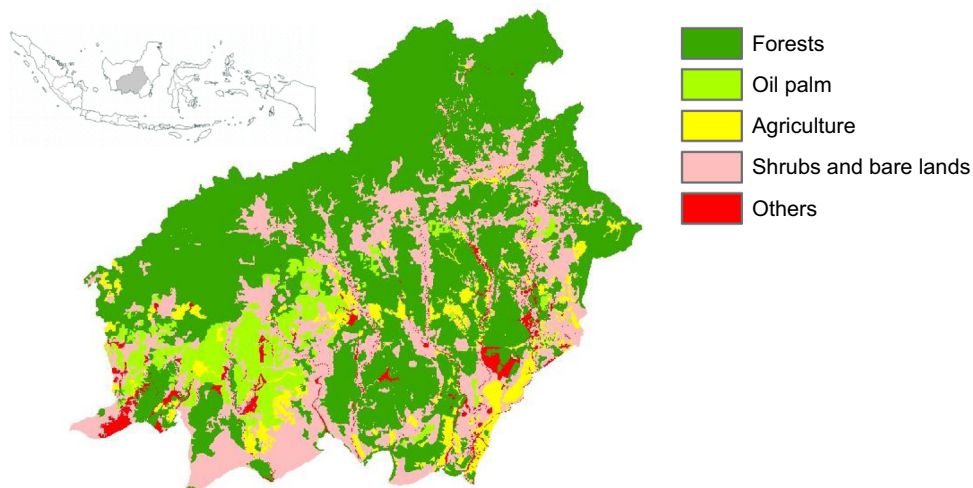 Forests
Oil palm
Agriculture
Shrubs and bare lands
Others